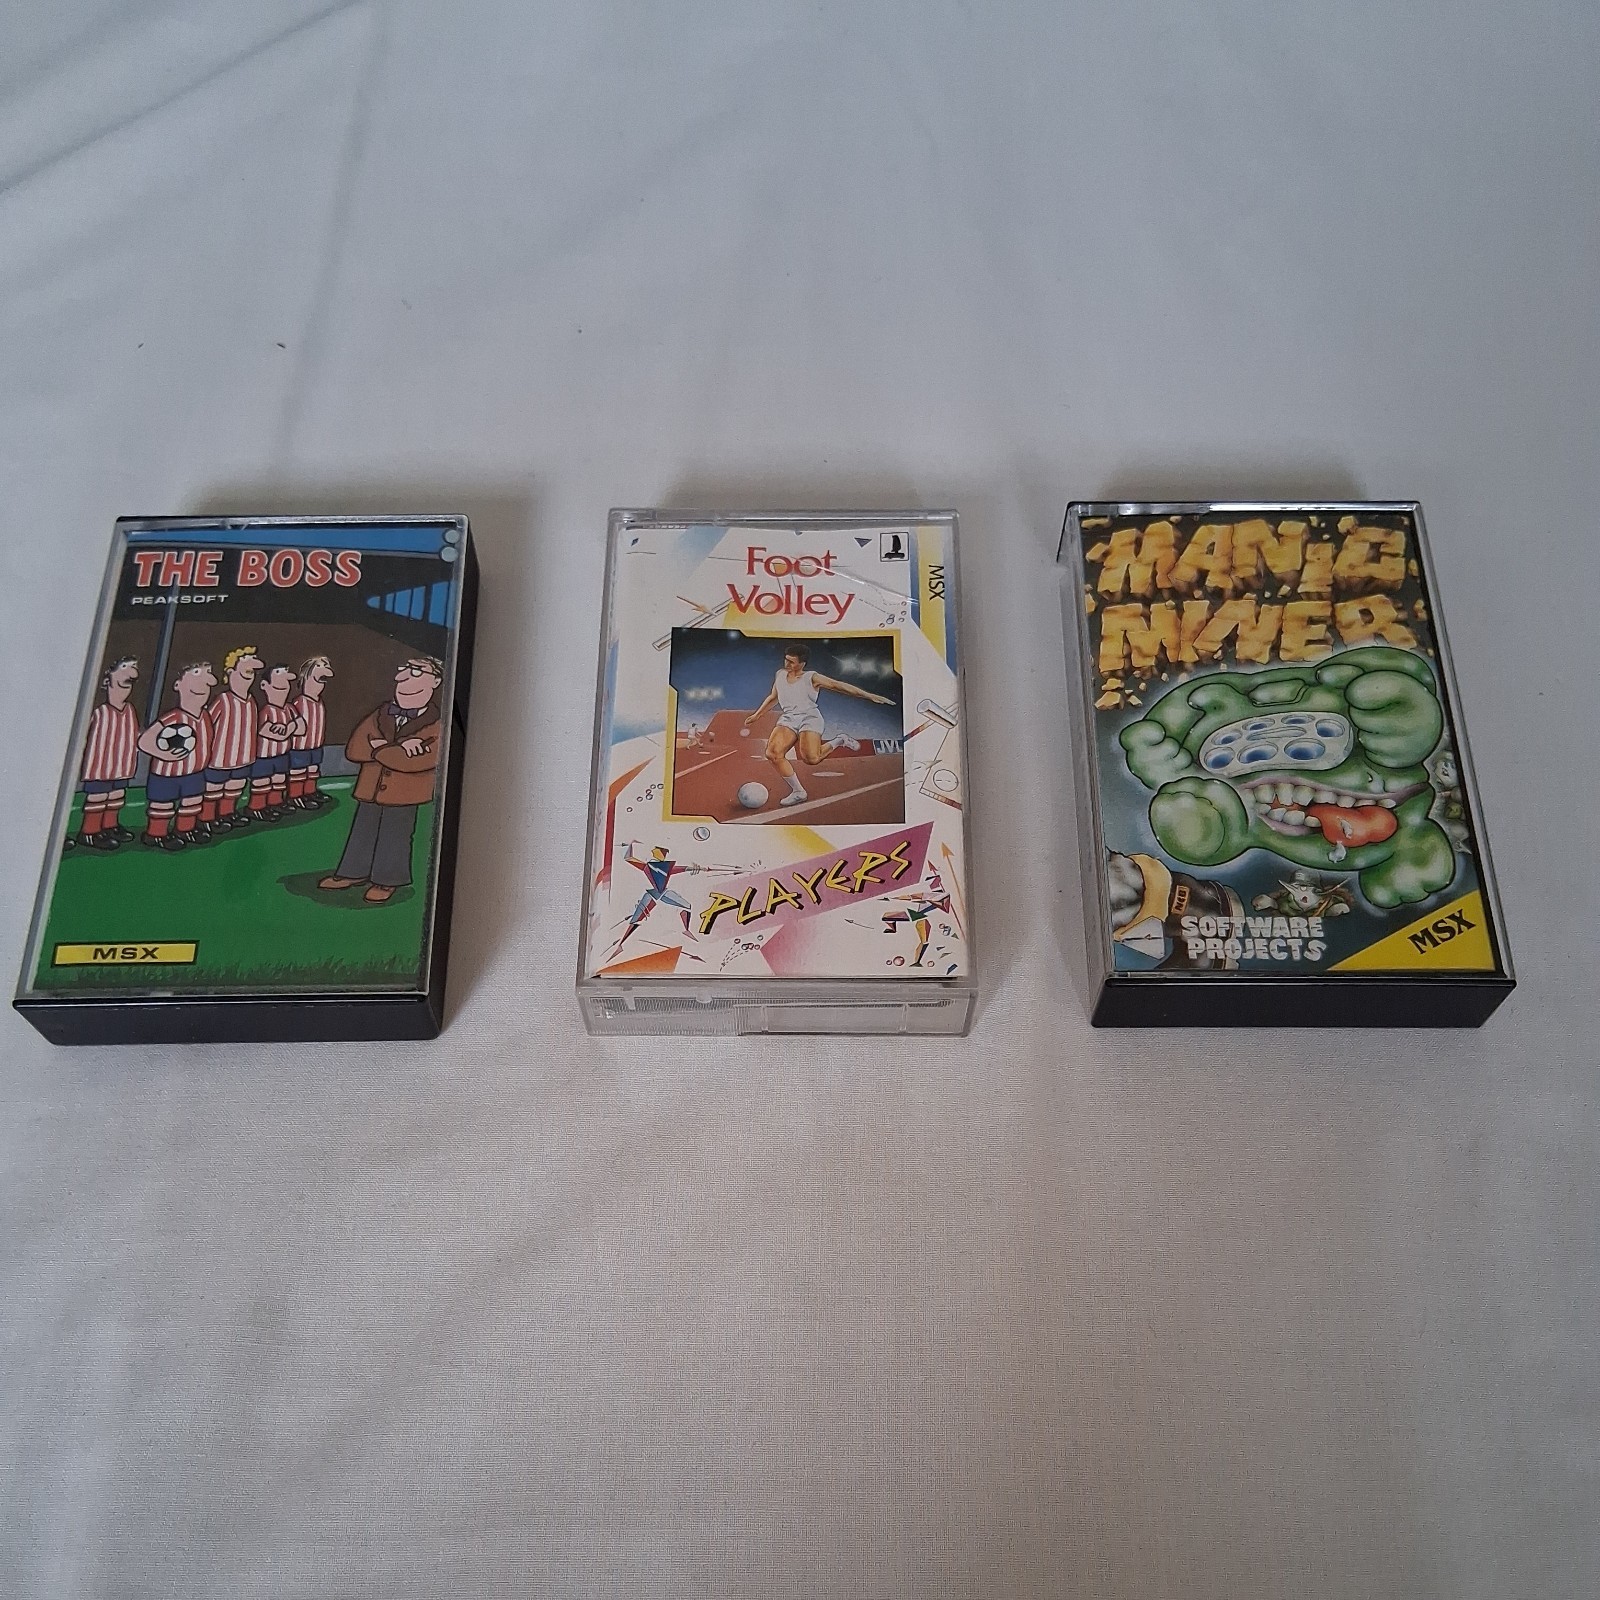 THE BOSS
PEAKSOFT
MSX
Foot
Volley
MSX
JVL
PLAYERS
MANIC
MINER
SOFTWARE
PROJECTS
MSX